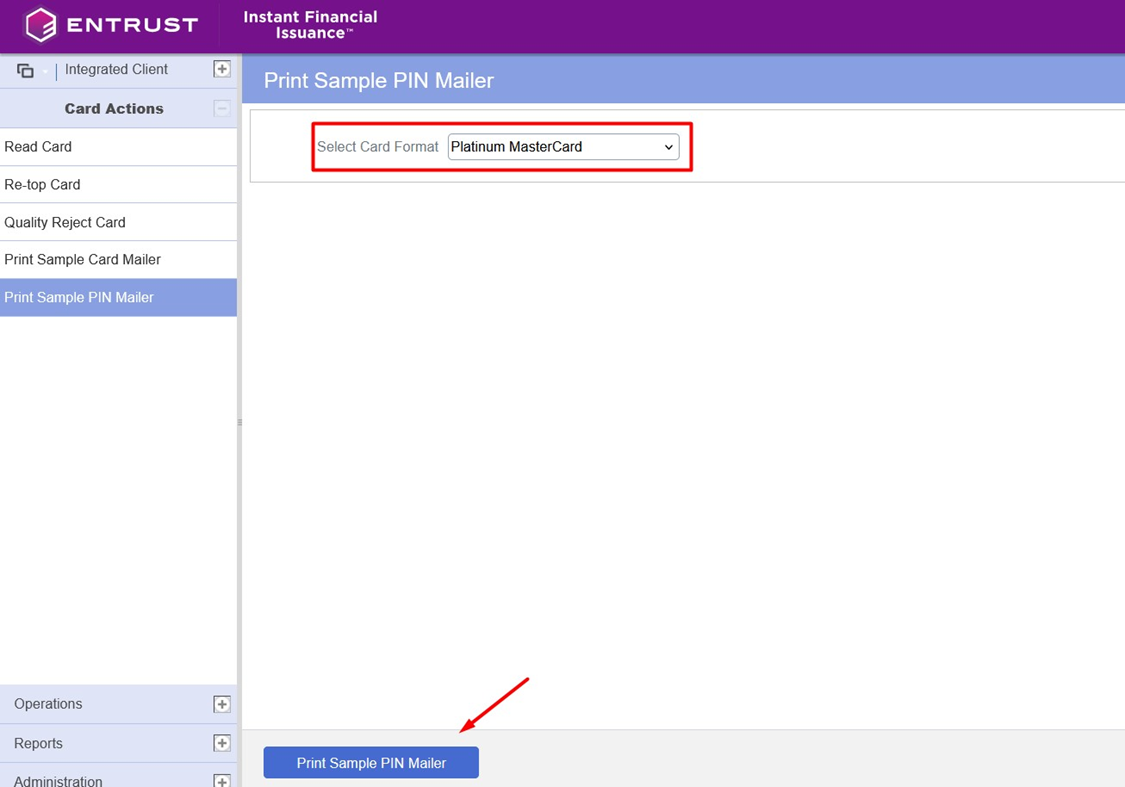 ENTRUST
Instant Financial
Issuance™
Integrated Client
Card Actions
Read Card
Re-top Card
Quality Reject Card
Print Sample Card Mailer
Print Sample PIN Mailer
Operations
Reports
Administration
Print Sample PIN Mailer
Select Card Format Platinum MasterCard
Print Sample PIN Mailer